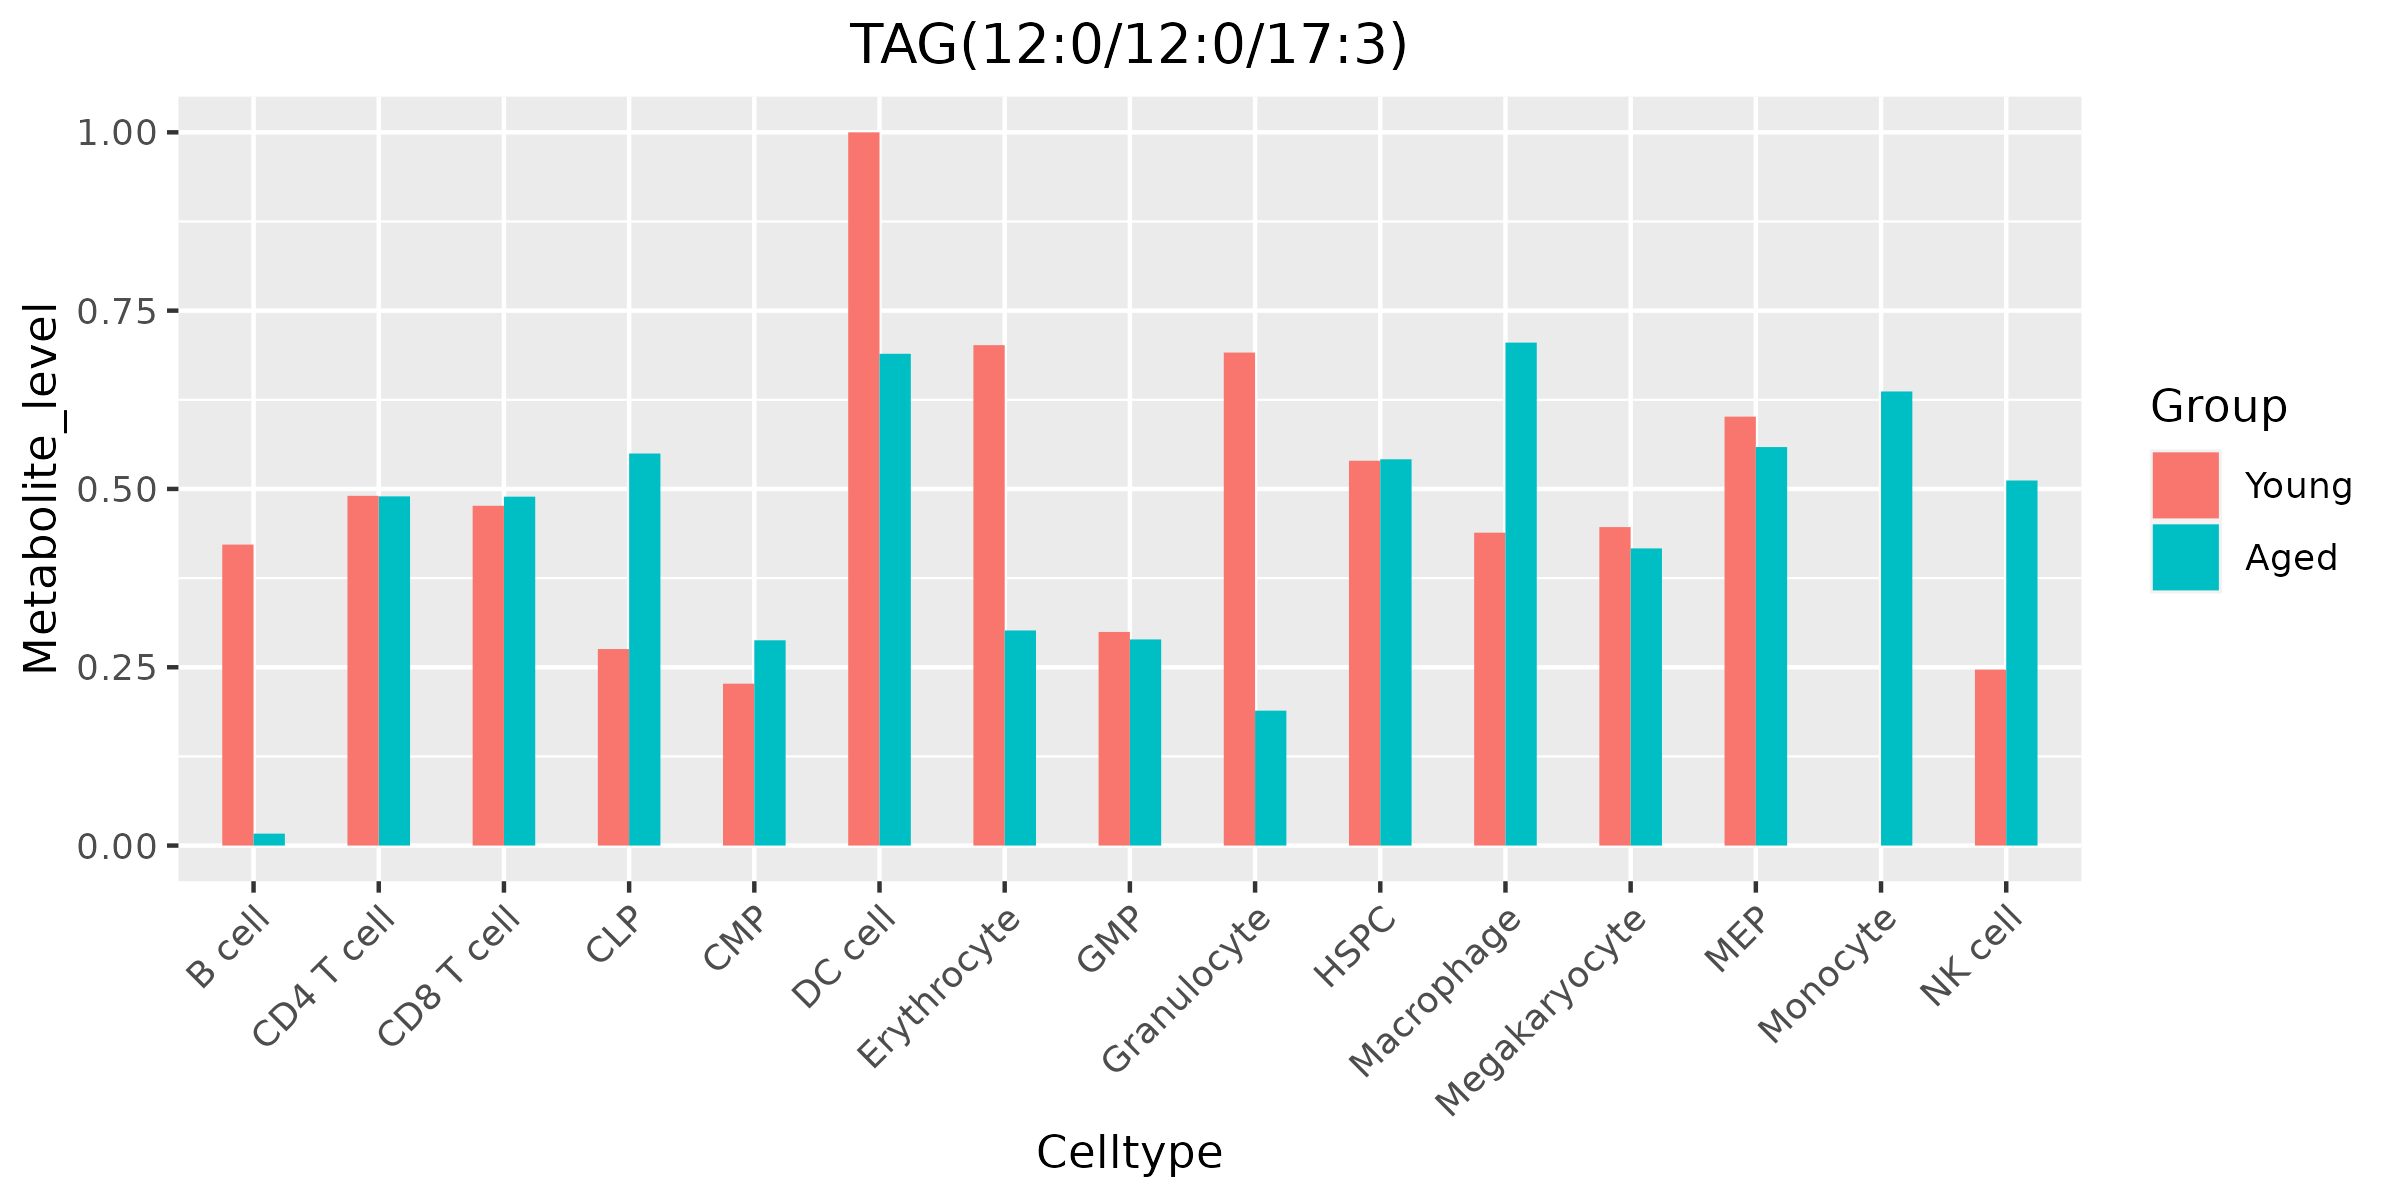 TAG(12:0/12:0/17:3)
Metabolite_level
1.00
0.75
0.50
0.25
0.00
B cell
CD4 T cell
CD8 T cell
CLP
CMP
DC cell
Erythrocyte
GMP
Granulocyte
HSPC
Macrophage
Megakaryocyte
MEP
Monocyte
NK cell
Celltype
Group
Young
Aged